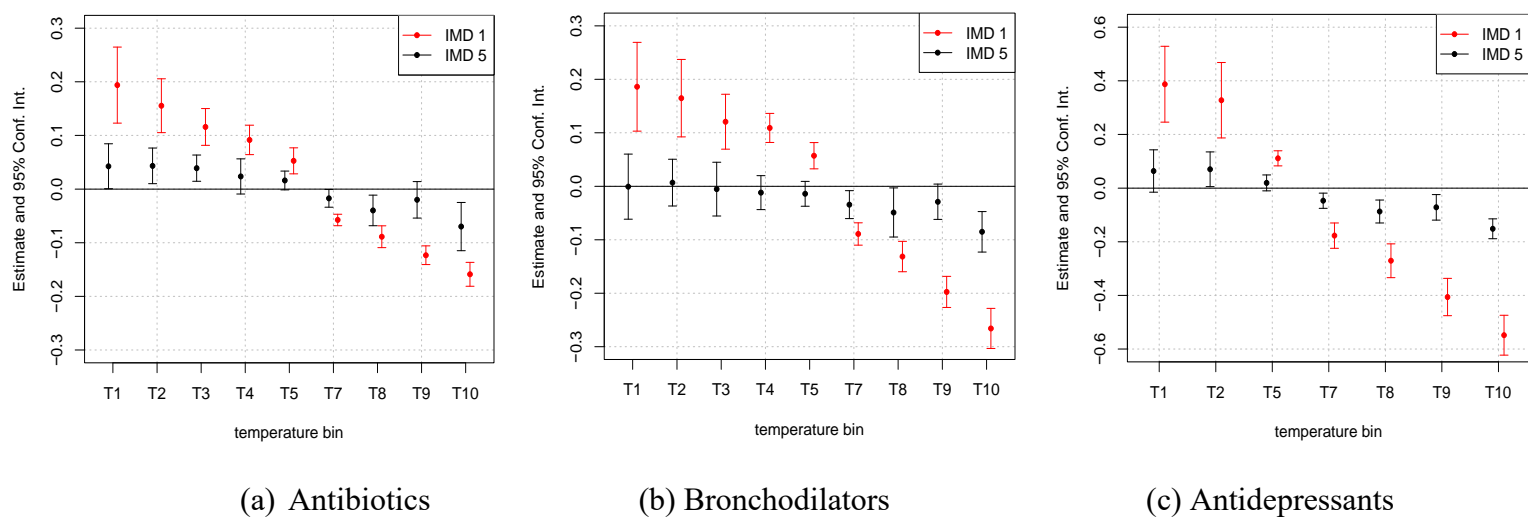 IMD 1
IMD 5
Estimate and 95% Conf. Int.
0.3
0.2
0.1
0.0
−0.1
−0.2
−0.3
T1 T2 T3 T4 T5 T7 T8 T9 T10
temperature bin
(a) Antibiotics
IMD 1
IMD 5
Estimate and 95% Conf. Int.
0.3
0.2
0.1
0.0
−0.1
−0.2
−0.3
T1 T2 T3 T4 T5 T7 T8 T9 T10
temperature bin
(b) Bronchodilators
IMD 1
IMD 5
Estimate and 95% Conf. Int.
0.6
0.4
0.2
0.0
−0.2
−0.4
−0.6
T1 T2 T5 T7 T8 T9 T10
temperature bin
(c) Antidepressants